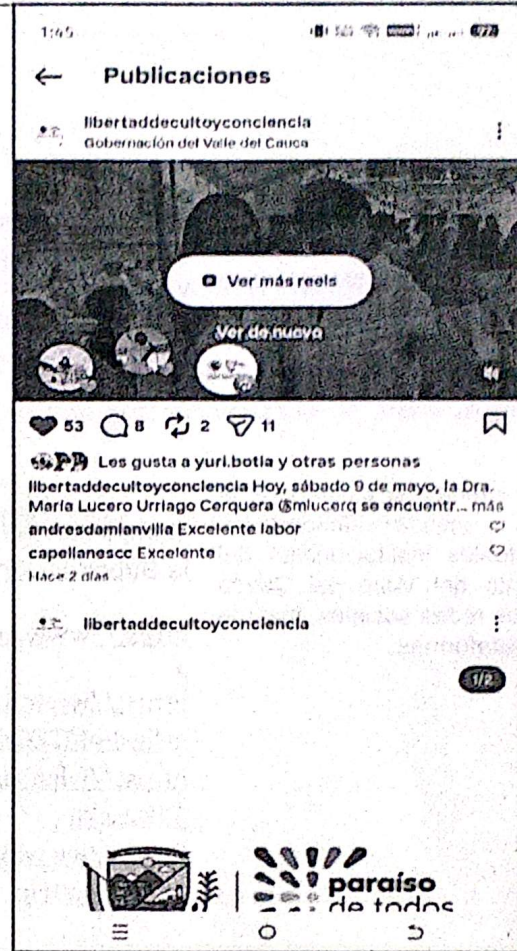 1:45
Publicaciones
libertaddecultoyconciencia
Gobernación del Valle del Cauca
Ver más reels
Ver de nuevo
53 8 2 11
Les gusta a yuri.botia y otras personas
libertaddecultoyconciencia Hoy, sábado 9 de mayo, la Dra.
María Lucero Urriago Cerquera @mlucerq se encuentr... más
andresdamianvilla Excelente labor
capellanescc Excelente
Hace 2 días
libertaddecultoyconciencia
1/2
paraíso
de todos